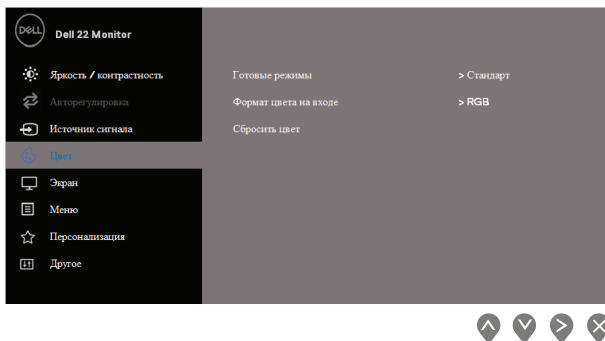 DELL Dell 22 Monitor
Яркость / контрастность Готовые режимы > Стандарт
Авторегулировка Формат цвета на входе > RGB
Источник сигнала Сбросить цвет
Цвет
Экран
Меню
Персонализация
Другое